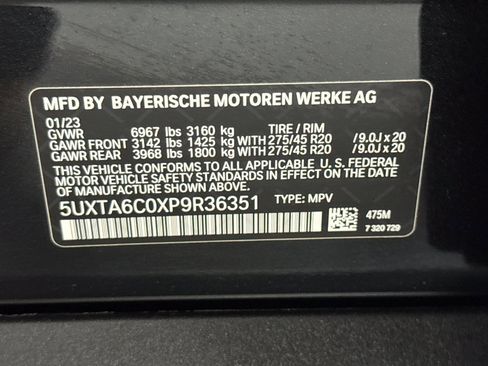 MFD BY BAYERISCHE MOTOREN WERKE AG
01/23
GVWR 6967 lbs 3160 kg TIRE / RIM
GAWR FRONT 3142 lbs 1425 kg WITH 275/45 R20 /9.0J x 20
GAWR REAR 3968 lbs 1800 kg WITH 275/45 R20 /9.0J x 20
THIS VEHICLE CONFORMS TO ALL APPLICABLE U. S. FEDERAL
MOTOR VEHICLE SAFETY STANDARDS IN EFFECT
ON THE DATE OF MANUFACTURE SHOWN ABOVE.
5UXTA6C0XP9R36351 TYPE: MPV
475M
7 320 729